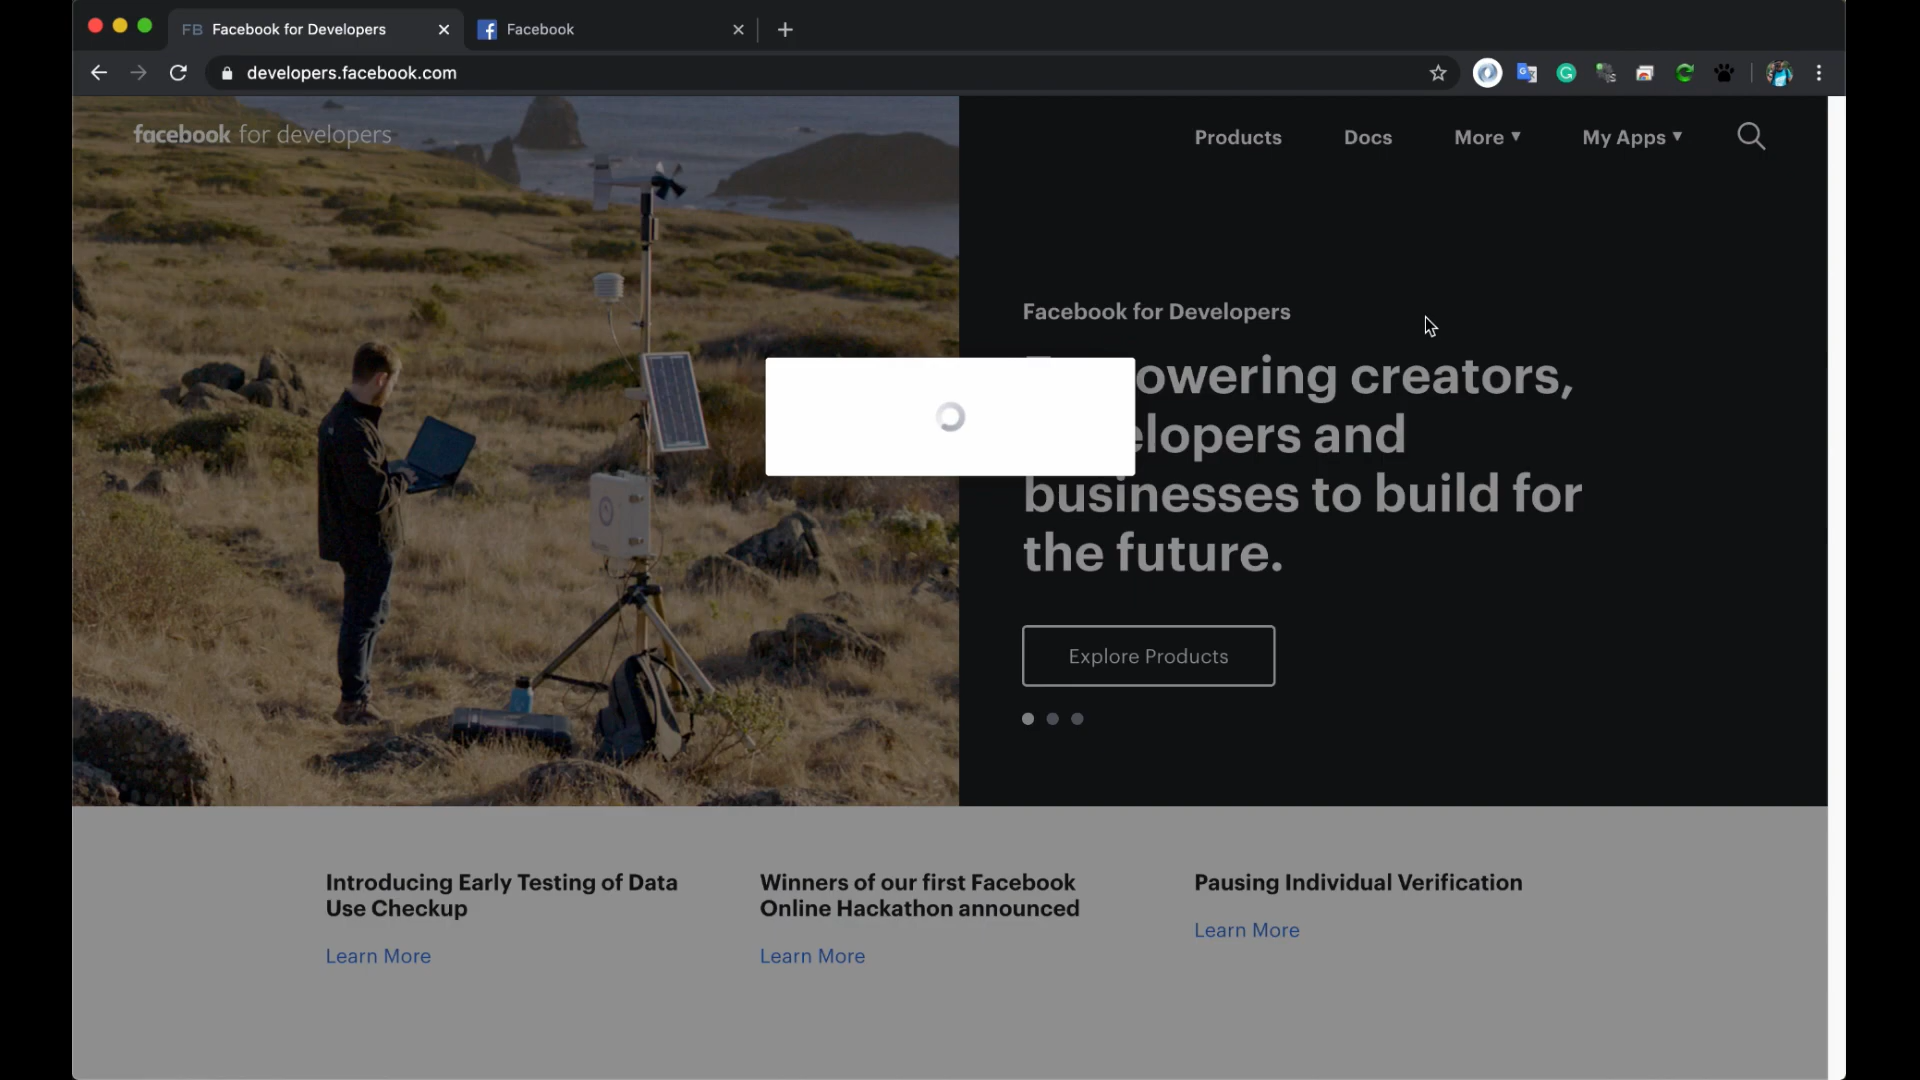 FB Facebook for Developers
Facebook
developers.facebook.com
facebook for developers
Products
Docs
More
My Apps
Facebook for Developers
owering creators,
elopers and
businesses to build for
the future.
Explore Products
Introducing Early Testing of Data
Use Checkup
Learn More
Winners of our first Facebook
Online Hackathon announced
Learn More
Pausing Individual Verification
Learn More